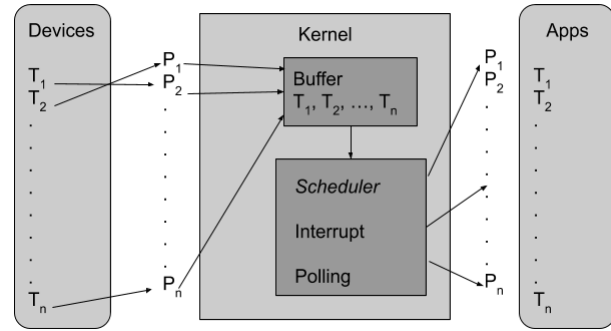 Devices
T1
T2
Tn
P1
P2
Pn
Kernel
Buffer
T1, T2, ..., Tn
Scheduler
Interrupt
Polling
P1
P2
Pn
Apps
T1
T2
Tn